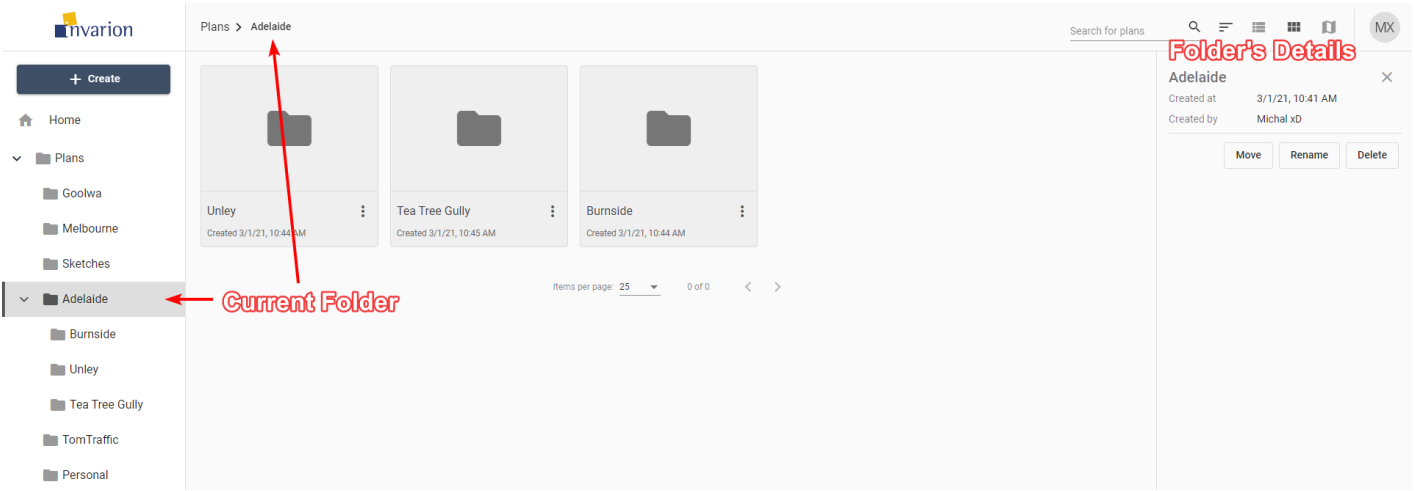 invarion
Plans > Adelaide
Search for plans
MX
Folder's Details
+ Create
Home
Plans
Goolwa
Melbourne
Sketches
Adelaide
Burnside
Unley
Tea Tree Gully
TomTraffic
Personal
Unley
Created 3/1/21, 10:44 AM
Tea Tree Gully
Created 3/1/21, 10:45 AM
Burnside
Created 3/1/21, 10:44 AM
Items per page: 25
0 of 0
Current Folder
Adelaide
Created at 3/1/21, 10:41 AM
Created by Michal xD
Move Rename Delete